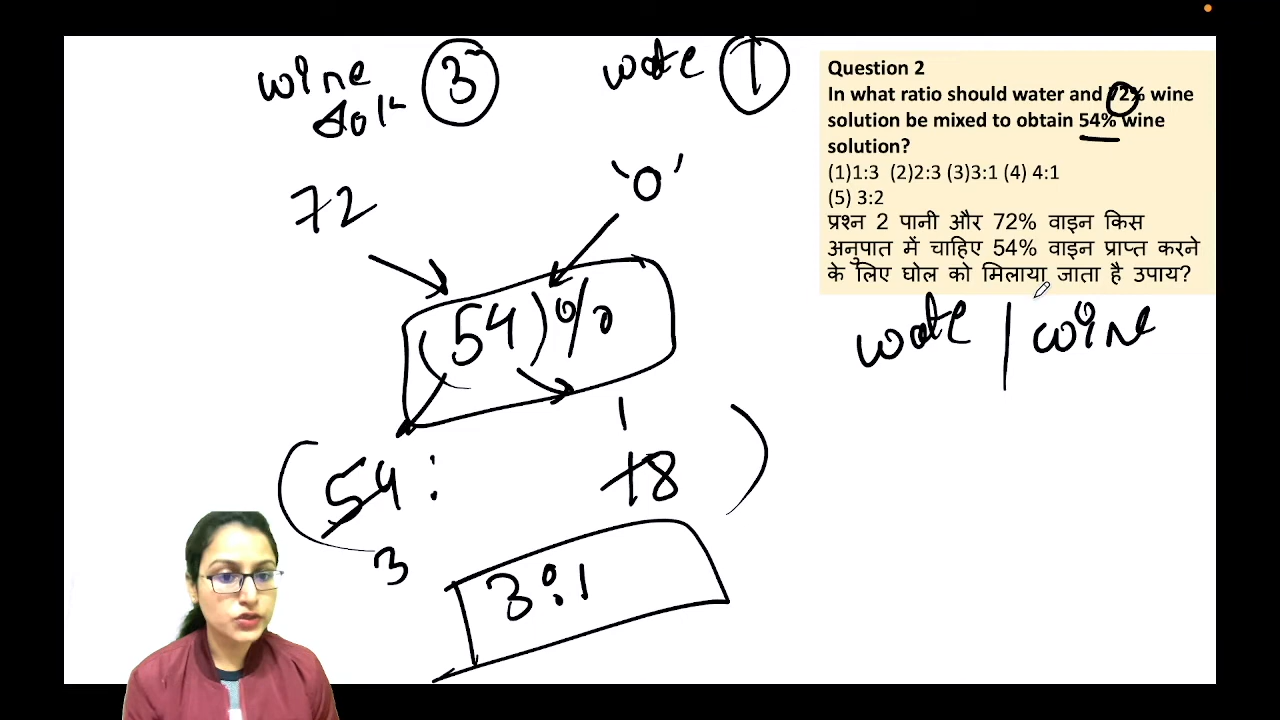 wine 3 wate 1
sol
72 '0'
(54)%
1
54 : 18
3
3:1
Question 2
In what ratio should water and 72% wine
solution be mixed to obtain 54% wine
solution?
(1)1:3 (2)2:3 (3)3:1 (4) 4:1
(5) 3:2
प्रश्न 2 पानी और 72% वाइन किस
अनुपात में चाहिए 54% वाइन प्राप्त करने
के लिए घोल को मिलाया जाता है उपाय?
wate | wine